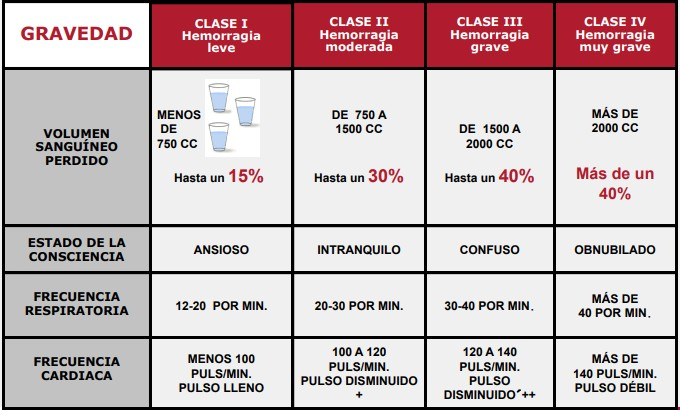 GRAVEDAD
CLASE I
Hemorragia
leve
CLASE II
Hemorragia
moderada
CLASE III
Hemorragia
grave
CLASE IV
Hemorragia
muy grave
VOLUMEN
SANGUÍNEO
PERDIDO
MENOS
DE
750 CC
Hasta un 15%
DE 750 A
1500 CC
Hasta un 30%
DE 1500 A
2000 CC
Hasta un 40%
MÁS DE
2000 CC
Más de un
40%
ESTADO DE LA
CONSCIENCIA
ANSIOSO
INTRANQUILO
CONFUSO
OBNUBILADO
FRECUENCIA
RESPIRATORIA
12-20 POR MIN.
20-30 POR MIN.
30-40 POR MIN.
MÁS DE
40 POR MIN.
FRECUENCIA
CARDIACA
MENOS 100
PULS/MIN.
PULSO LLENO
100 A 120
PULS/MIN.
PULSO DISMINUIDO
+
120 A 140
PULS/MIN.
PULSO
DISMINUIDO´++
MÁS DE
140 PULS/MIN.
PULSO DÉBIL